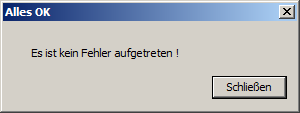 Alles OK
Es ist kein Fehler aufgetreten !
Schließen